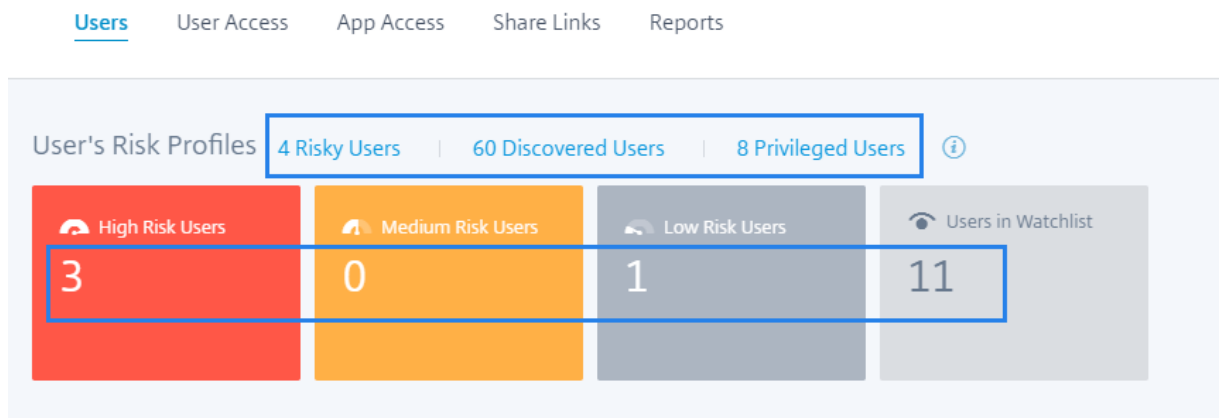 Users User Access App Access Share Links Reports
User's Risk Profiles 4 Risky Users | 60 Discovered Users | 8 Privileged Users i
High Risk Users Medium Risk Users Low Risk Users Users in Watchlist
3 0 1 11